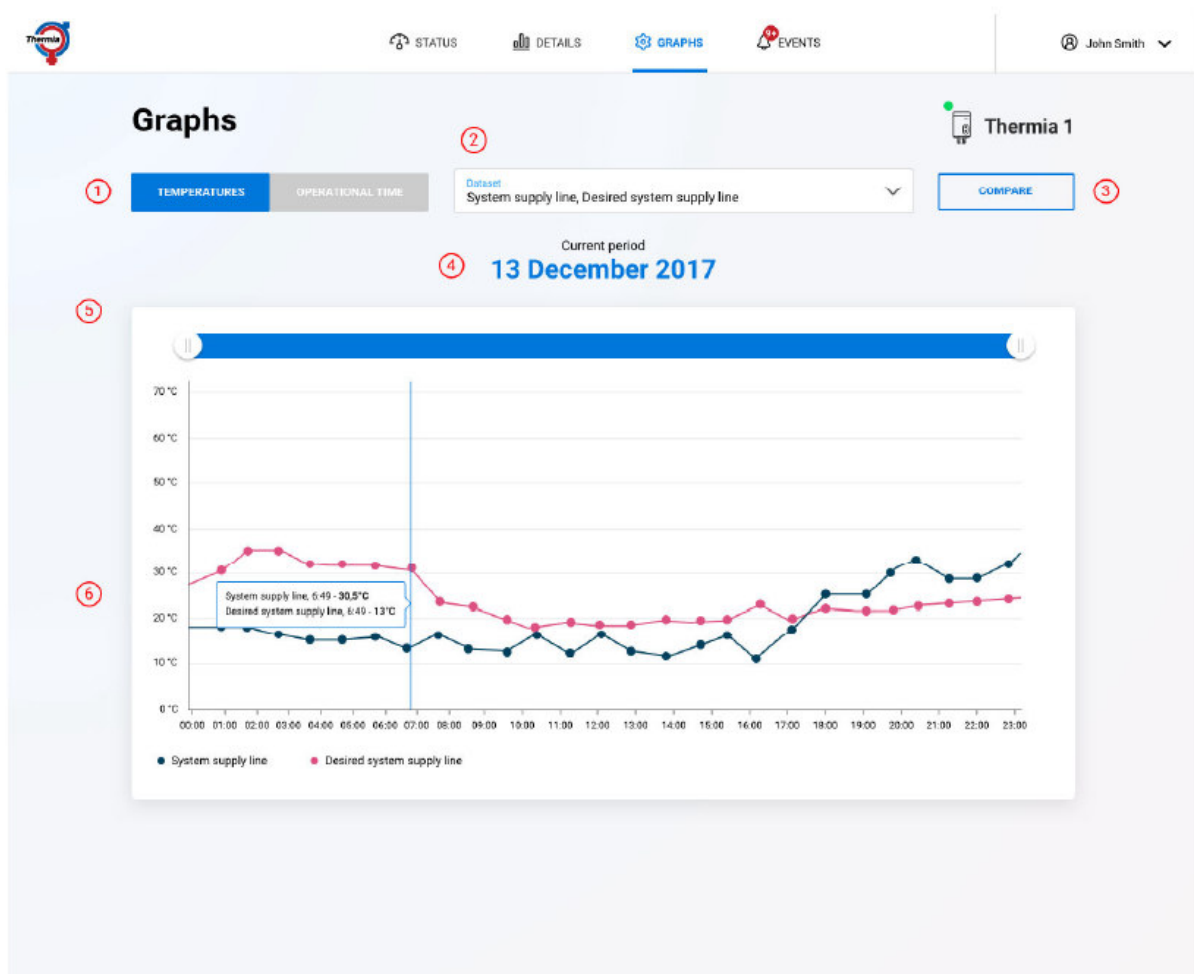 Thermia
STATUS
DETAILS
GRAPHS
9+
EVENTS
John Smith
Graphs
Thermia 1
2
1
TEMPERATURES
OPERATIONAL TIME
Dataset
System supply line, Desired system supply line
COMPARE
3
Current period
4
13 December 2017
5
70 °C
60 °C
50 °C
40 °C
30 °C
6
System supply line, 6:49 - 30,5°C
Desired system supply line, 6:49 - 13°C
20 °C
10 °C
0 °C
00:00 01:00 02:00 03:00 04:00 05:00 06:00 07:00 08:00 09:00 10:00 11:00 12:00 13:00 14:00 15:00 16:00 17:00 18:00 19:00 20:00 21:00 22:00 23:00
System supply line
Desired system supply line